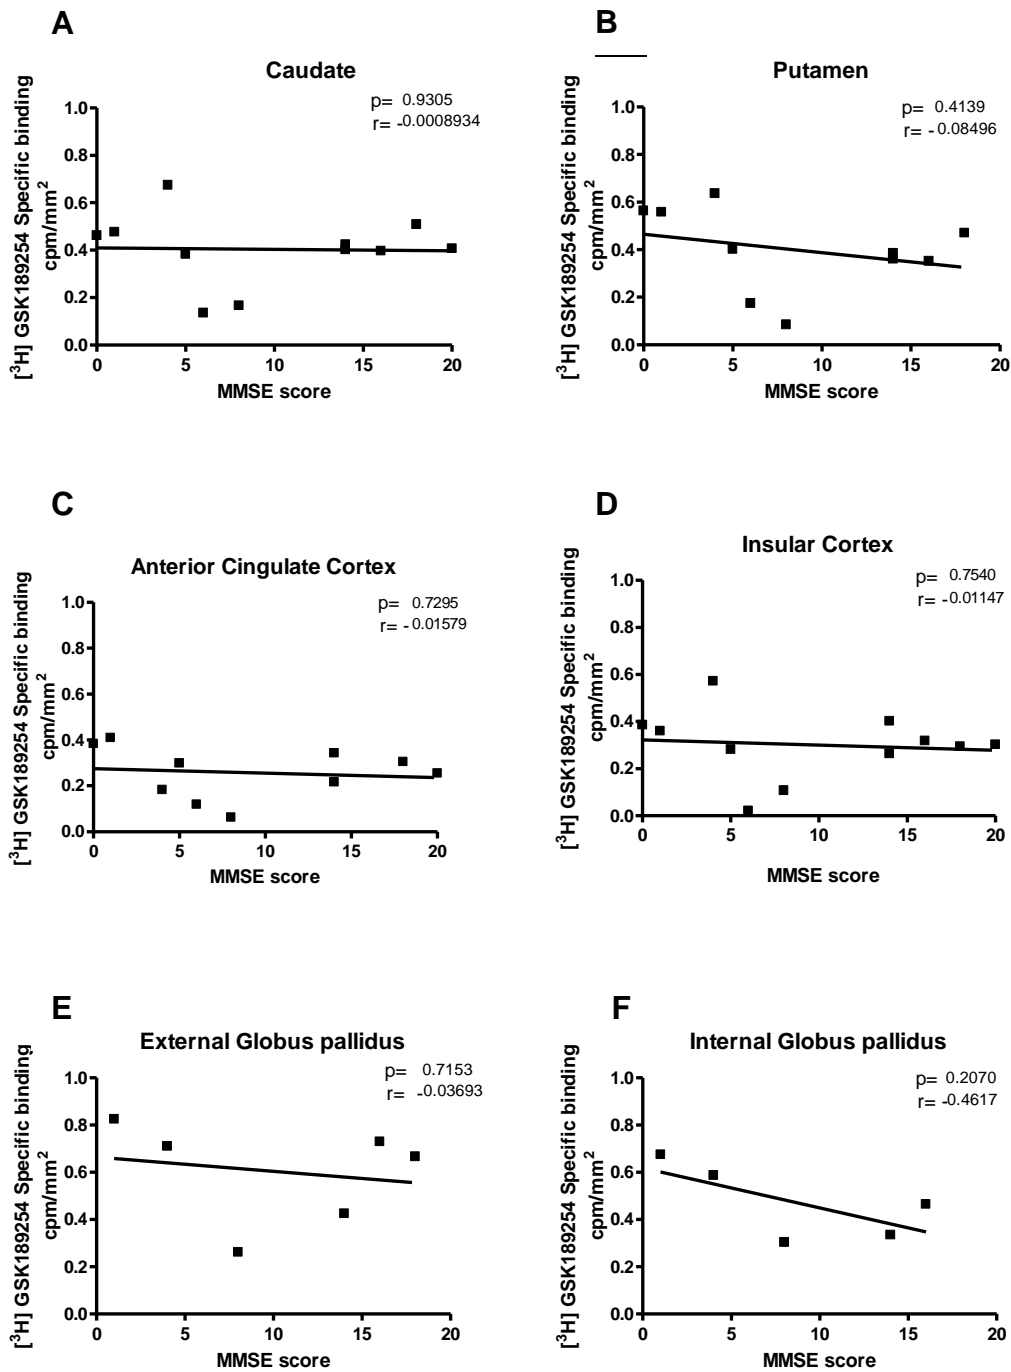 A
Caudate
p= 0.9305
r= -0.0008934
[³H] GSK189254 Specific binding
cpm/mm²
1.0
0.8
0.6
0.4
0.2
0.0
0 5 10 15 20
MMSE score
B
Putamen
p= 0.4139
r= -0.08496
[³H] GSK189254 Specific binding
cpm/mm²
1.0
0.8
0.6
0.4
0.2
0.0
0 5 10 15 20
MMSE score
C
Anterior Cingulate Cortex
p= 0.7295
r= -0.01579
[³H] GSK189254 Specific binding
cpm/mm²
1.0
0.8
0.6
0.4
0.2
0.0
0 5 10 15 20
MMSE score
D
Insular Cortex
p= 0.7540
r= -0.01147
[³H] GSK189254 Specific binding
cpm/mm²
1.0
0.8
0.6
0.4
0.2
0.0
0 5 10 15 20
MMSE score
E
External Globus pallidus
p= 0.7153
r= -0.03693
[³H] GSK189254 Specific binding
cpm/mm²
1.0
0.8
0.6
0.4
0.2
0.0
0 5 10 15 20
MMSE score
F
Internal Globus pallidus
p= 0.2070
r= -0.4617
[³H] GSK189254 Specific binding
cpm/mm²
1.0
0.8
0.6
0.4
0.2
0.0
0 5 10 15 20
MMSE score